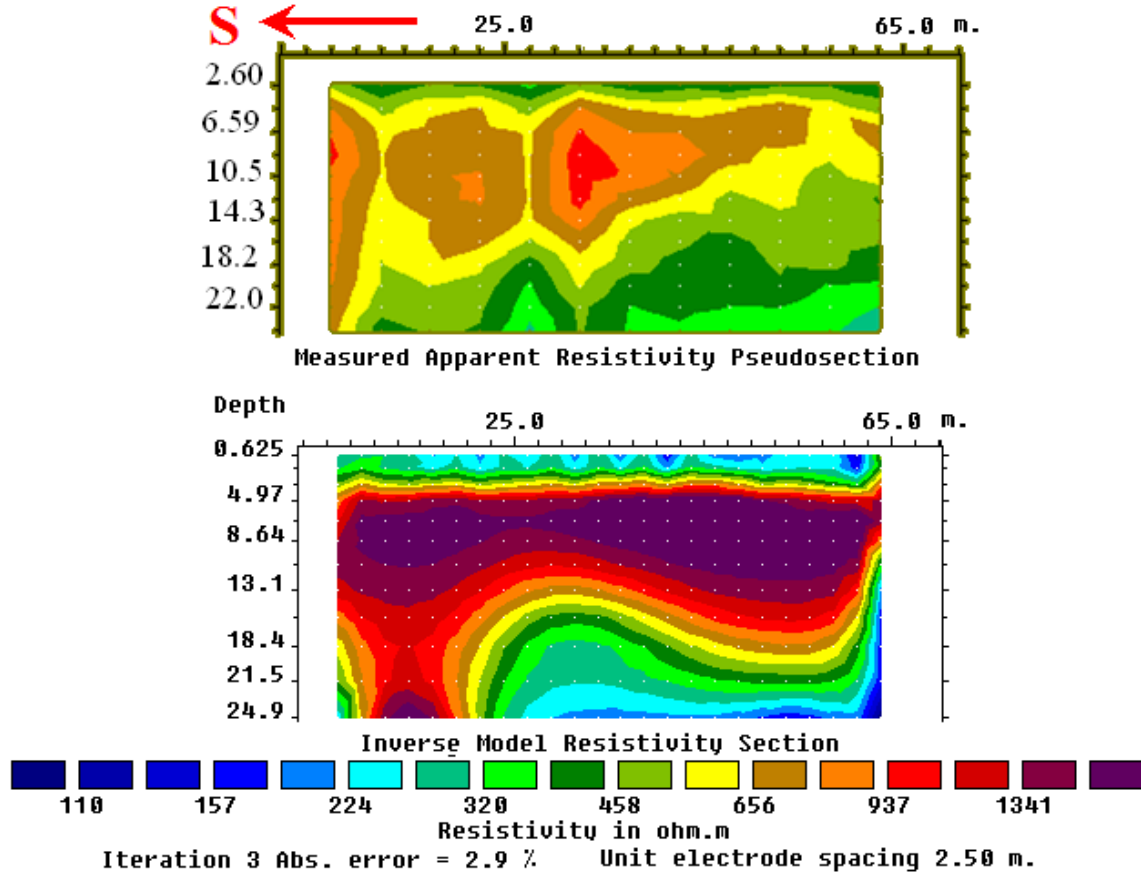 S 25.0 65.0 m.
2.60
6.59
10.5
14.3
18.2
22.0
Measured Apparent Resistivity Pseudosection
Depth 25.0 65.0 m.
0.625
4.97
8.64
13.1
18.4
21.5
24.9
Inverse Model Resistivity Section
110 157 224 320 458 656 937 1341
Resistivity in ohm.m
Iteration 3 Abs. error = 2.9 % Unit electrode spacing 2.50 m.